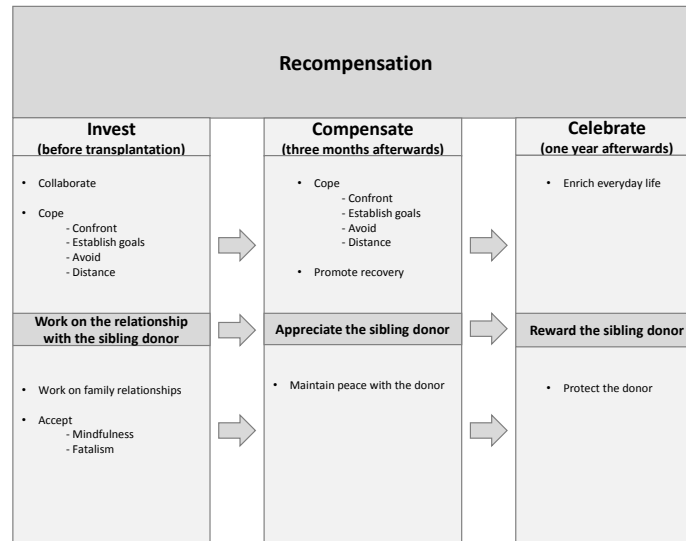 Recompensation
Invest
(before transplantation)
• Collaborate
• Cope
- Confront
- Establish goals
- Avoid
- Distance
Work on the relationship
with the sibling donor
• Work on family relationships
• Accept
- Mindfulness
- Fatalism
Compensate
(three months afterwards)
• Cope
- Confront
- Establish goals
- Avoid
- Distance
• Promote recovery
Appreciate the sibling donor
• Maintain peace with the donor
Celebrate
(one year afterwards)
• Enrich everyday life
Reward the sibling donor
• Protect the donor